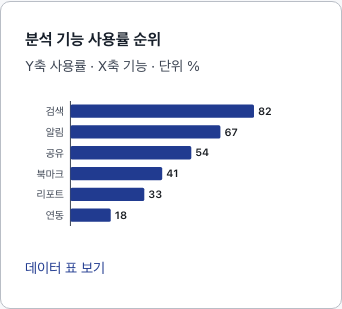 분석 기능 사용률 순위
Y축 사용률 · X축 기능 · 단위 %
검색 82
알림 67
공유 54
북마크 41
리포트 33
연동 18
데이터 표 보기